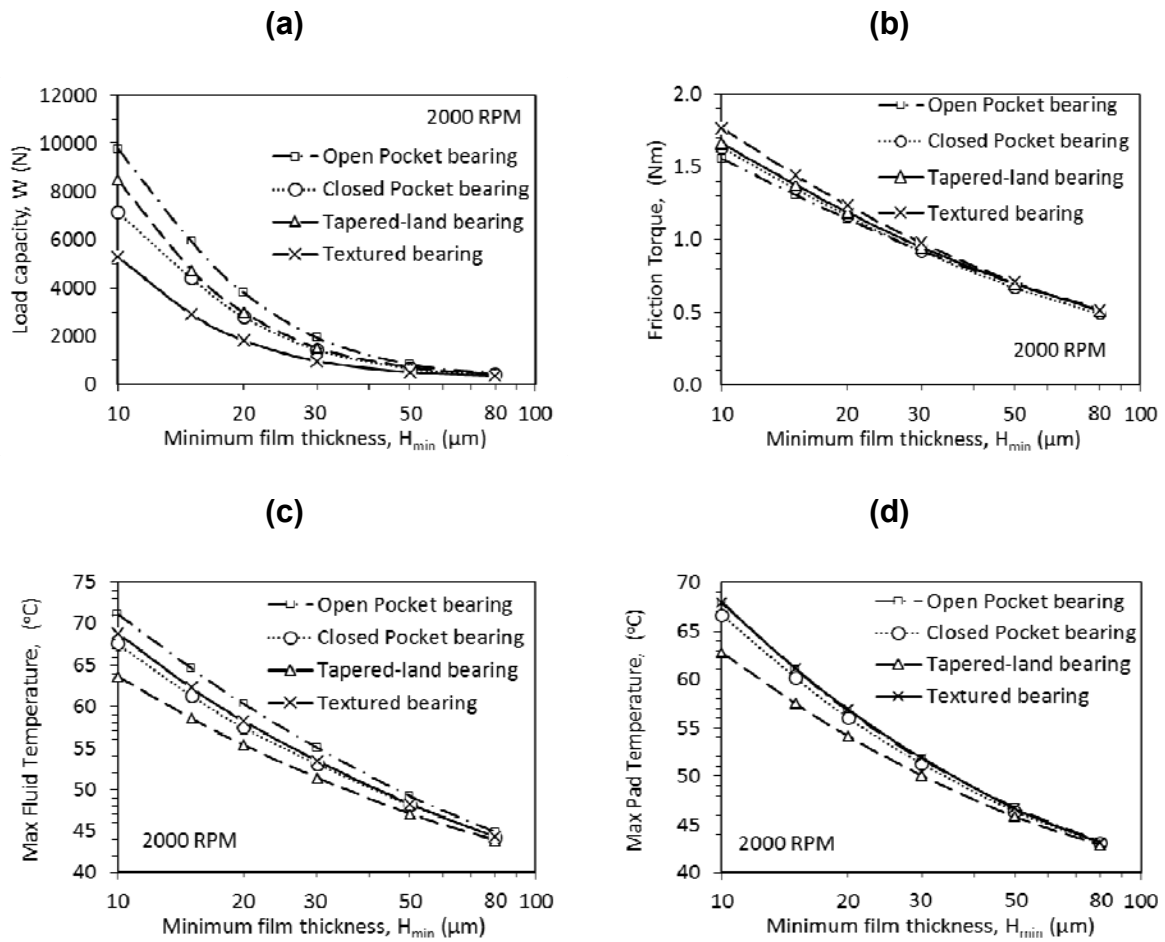 (a)
Load capacity, W (N)
12000
10000
8000
6000
4000
2000
0
2000 RPM
Open Pocket bearing
Closed Pocket bearing
Tapered-land bearing
Textured bearing
10 20 30 50 80 100
Minimum film thickness, Hmin (μm)
(b)
Friction Torque, (Nm)
2.0
1.5
1.0
0.5
0.0
Open Pocket bearing
Closed Pocket bearing
Tapered-land bearing
Textured bearing
2000 RPM
10 20 30 50 80 100
Minimum film thickness, Hmin (μm)
(c)
Max Fluid Temperature, (°C)
75
70
65
60
55
50
45
40
Open Pocket bearing
Closed Pocket bearing
Tapered-land bearing
Textured bearing
2000 RPM
10 20 30 50 80 100
Minimum film thickness, Hmin (μm)
(d)
Max Pad Temperature, (°C)
70
65
60
55
50
45
40
Open Pocket bearing
Closed Pocket bearing
Tapered-land bearing
Textured bearing
2000 RPM
10 20 30 50 80 100
Minimum film thickness, Hmin (μm)